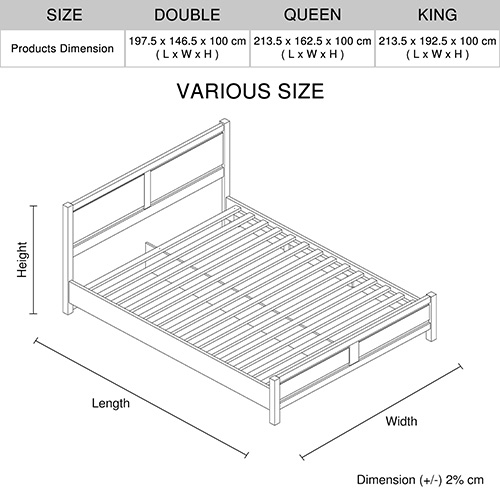 SIZE DOUBLE QUEEN KING
Products Dimension 197.5 x 146.5 x 100 cm 213.5 x 162.5 x 100 cm 213.5 x 192.5 x 100 cm
( L x W x H ) ( L x W x H ) ( L x W x H )
VARIOUS SIZE
Height
Length
Width
Dimension (+/-) 2% cm